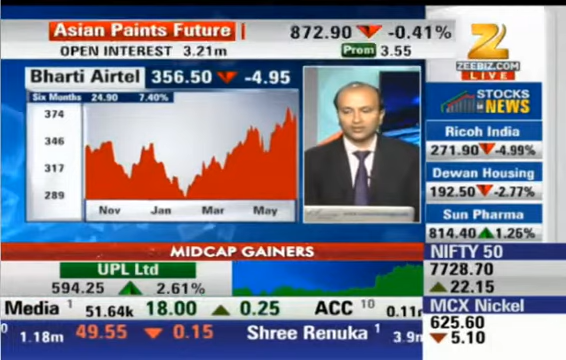 Asian Paints Future
872.90 -0.41%
OPEN INTEREST 3.21m
Prem 3.55
ZEEBIZ.COM
LIVE
Bharti Airtel 356.50 -4.95
Six Months 24.90 7.40%
374
346
317
289
Nov Jan Mar May
STOCKS
IN
NEWS
Ricoh India
271.90 -4.99%
Dewan Housing
192.50 -2.77%
Sun Pharma
814.40 1.26%
MIDCAP GAINERS
UPL Ltd
594.25 2.61%
NIFTY 50
7728.70
22.15
Media 1 51.64k 18.00 0.25 ACC 10 0.11
MCX Nickel
625.60
5.10
0 1.18m 49.55 0.15 Shree Renuka 1 3.9